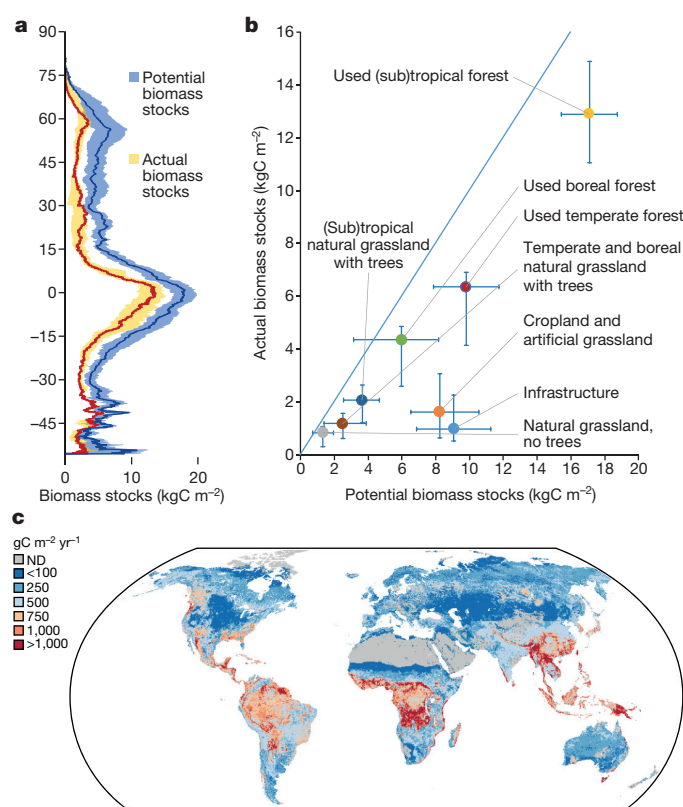 a
90
75
60
45
30
15
0
−15
−30
−45
0
10
20
Biomass stocks (kgC m−2)
Potential
biomass
stocks
Actual
biomass
stocks
b
Actual biomass stocks (kgC m−2)
16
14
12
10
8
6
4
2
0
0
2
4
6
8
10
12
14
16
18
20
Potential biomass stocks (kgC m−2)
Used (sub)tropical forest
Used boreal forest
Used temperate forest
(Sub)tropical
natural grassland
with trees
Temperate and boreal
natural grassland
with trees
Cropland and
artificial grassland
Infrastructure
Natural grassland,
no trees
c
gC m−2 yr−1
ND
<100
250
500
750
1,000
>1,000